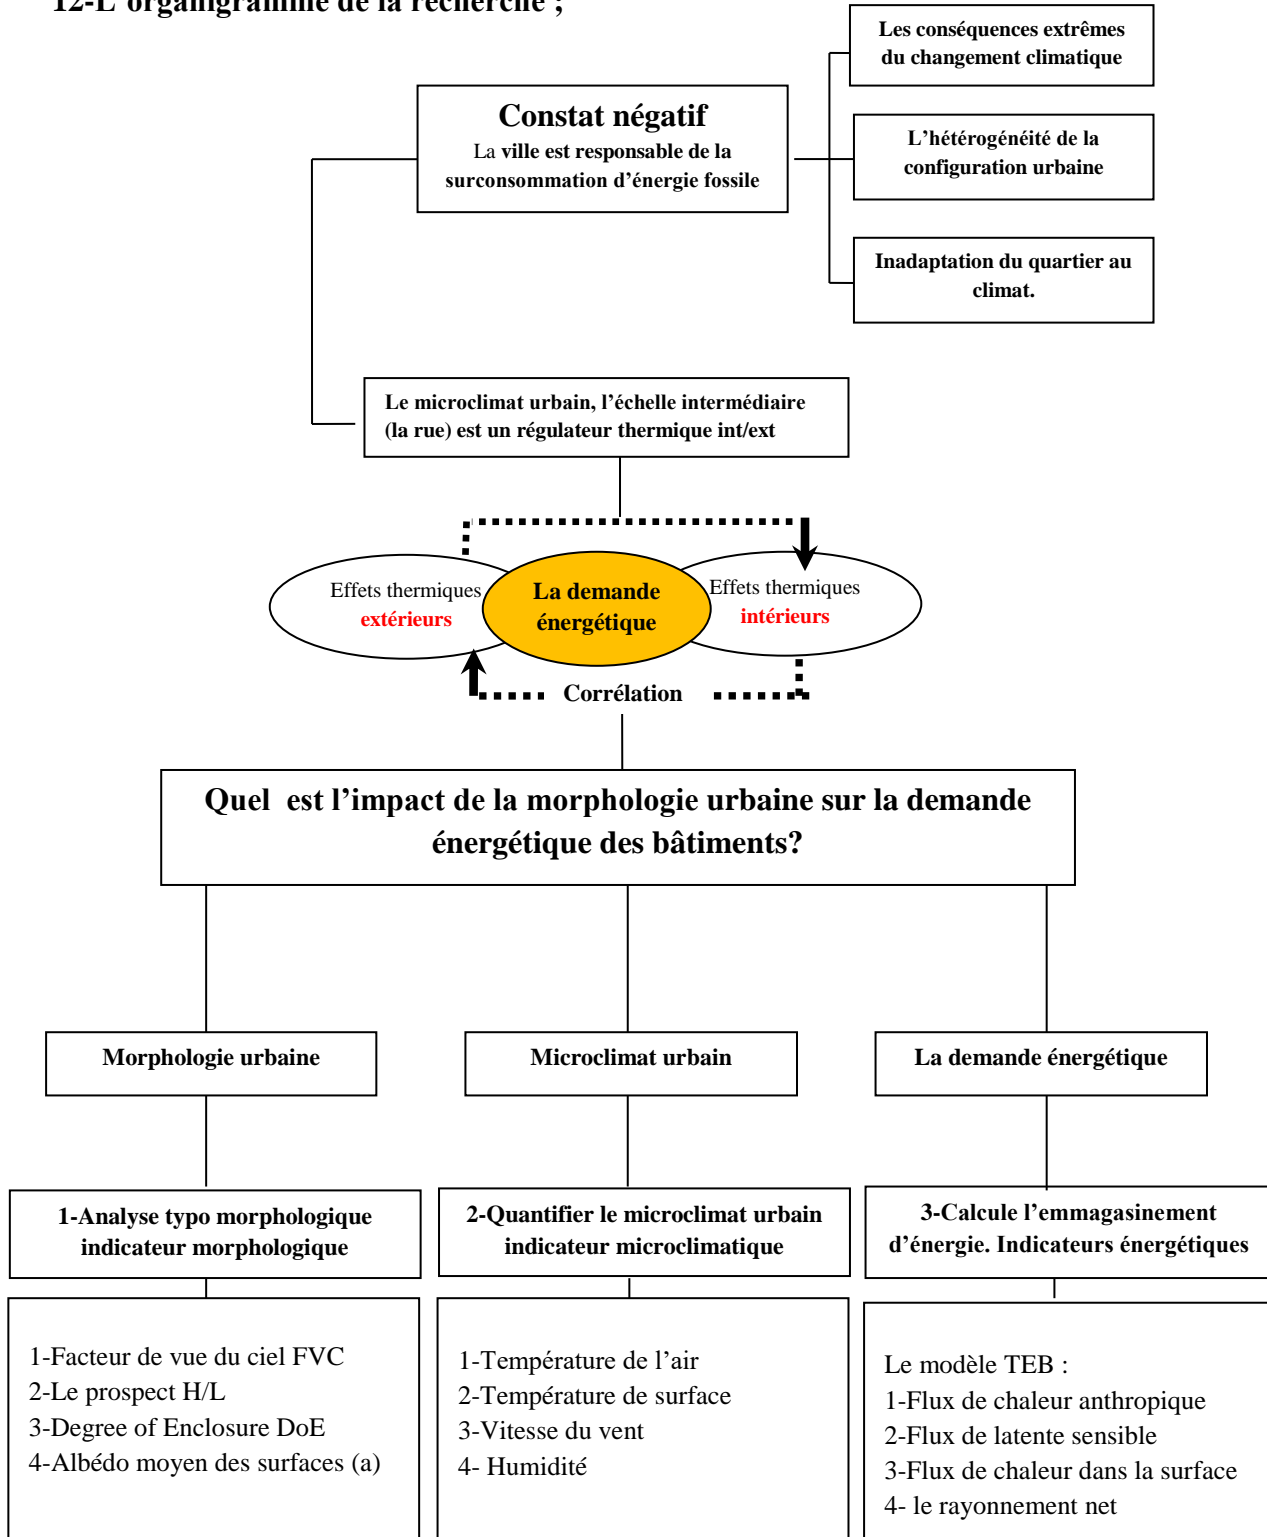 12-L'organigramme de la recherche ;
Les conséquences extrêmes
du changement climatique
Constat négatif
La ville est responsable de la
surconsommation d’énergie fossile
L’hétérogénéité de la
configuration urbaine
Inadaptation du quartier au
climat.
Le microclimat urbain, l’échelle intermédiaire
(la rue) est un régulateur thermique int/ext
Effets thermiques
extérieurs
La demande
énergétique
Effets thermiques
intérieurs
Corrélation
Quel est l’impact de la morphologie urbaine sur la demande
énergétique des bâtiments?
Morphologie urbaine
Microclimat urbain
La demande énergétique
1-Analyse typo morphologique
indicateur morphologique
2-Quantifier le microclimat urbain
indicateur microclimatique
3-Calcule l’emmagasinement
d’énergie. Indicateurs énergétiques
1-Facteur de vue du ciel FVC
2-Le prospect H/L
3-Degree of Enclosure DoE
4-Albédo moyen des surfaces (a)
1-Température de l’air
2-Température de surface
3-Vitesse du vent
4- Humidité
Le modèle TEB :
1-Flux de chaleur anthropique
2-Flux de latente sensible
3-Flux de chaleur dans la surface
4- le rayonnement net